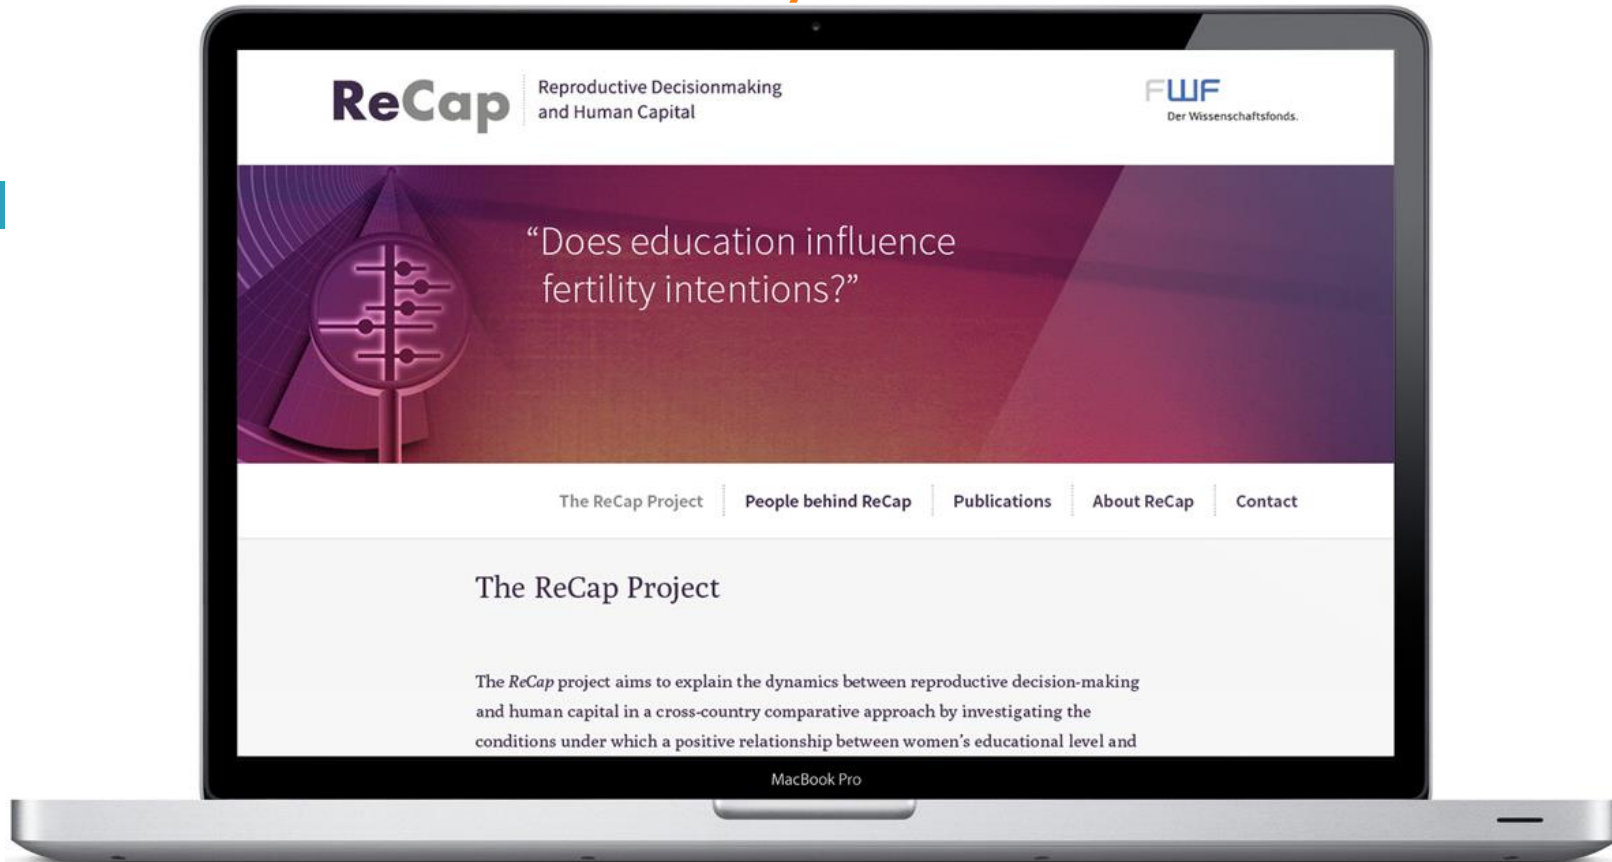 ReCap
Reproductive Decisionmaking
and Human Capital
FWF
Der Wissenschaftsfonds.
“Does education influence
fertility intentions?”
The ReCap Project
People behind ReCap
Publications
About ReCap
Contact
The ReCap Project
The ReCap project aims to explain the dynamics between reproductive decision-making
and human capital in a cross-country comparative approach by investigating the
conditions under which a positive relationship between women’s educational level and
MacBook Pro